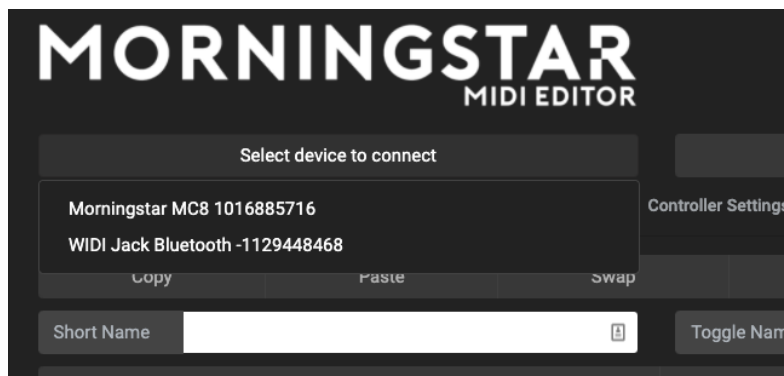 MORNINGSTAR
MIDI EDITOR
Select device to connect
Morningstar MC8 1016885716
WIDI Jack Bluetooth -1129448468
Controller Settings
Copy
Paste
Swap
Short Name
Toggle Nam